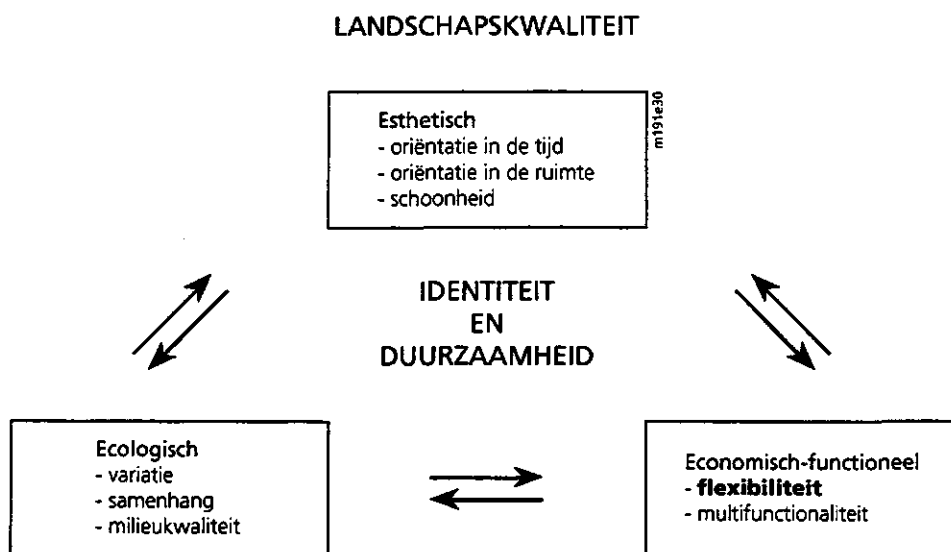 LANDSCHAPSKWALITEIT
Esthetisch
- oriëntatie in de tijd
- oriëntatie in de ruimte
- schoonheid
m191e30
IDENTITEIT
EN
DUURZAAMHEID
Ecologisch
- variatie
- samenhang
- milieukwaliteit
Economisch-functioneel
- flexibiliteit
- multifunctionaliteit